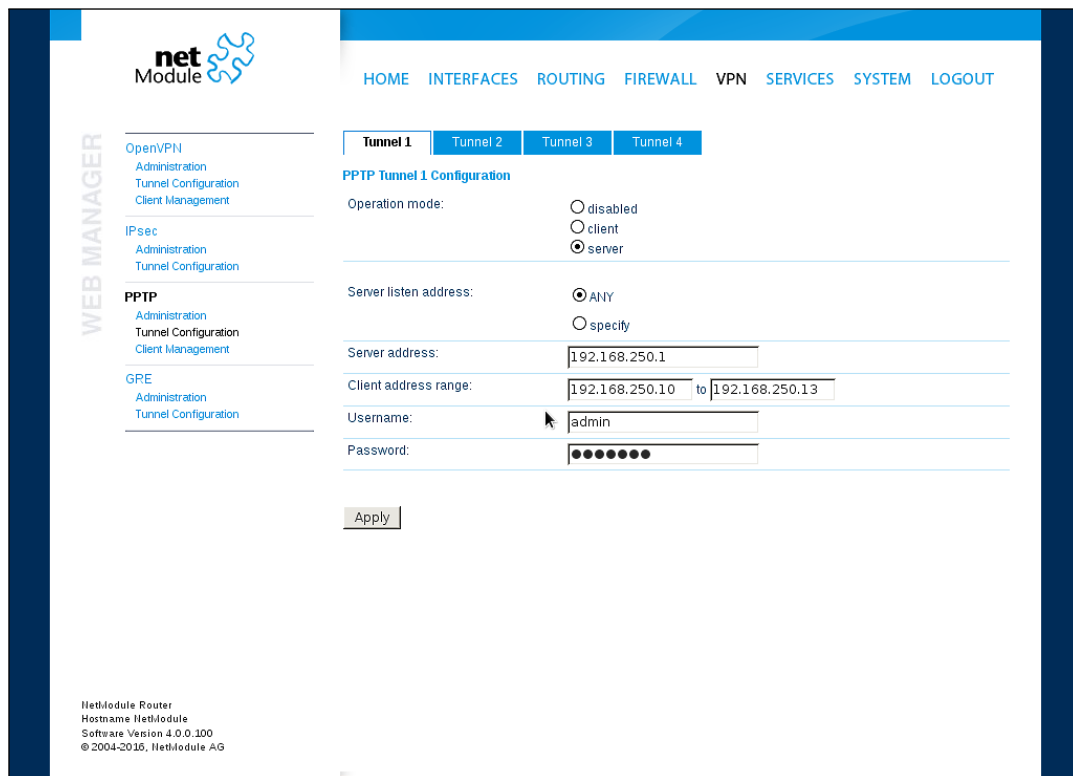 net
Module
HOME INTERFACES ROUTING FIREWALL VPN SERVICES SYSTEM LOGOUT
WEB MANAGER
OpenVPN
Administration
Tunnel Configuration
Client Management
IPsec
Administration
Tunnel Configuration
PPTP
Administration
Tunnel Configuration
Client Management
GRE
Administration
Tunnel Configuration
Tunnel 1 Tunnel 2 Tunnel 3 Tunnel 4
PPTP Tunnel 1 Configuration
Operation mode:
disabled
client
server
Server listen address:
ANY
specify
Server address: 192.168.250.1
Client address range: 192.168.250.10 to 192.168.250.13
Username: admin
Password: ●●●●●●●
Apply
NetModule Router
Hostname NetModule
Software Version 4.0.0.100
© 2004-2016, NetModule AG